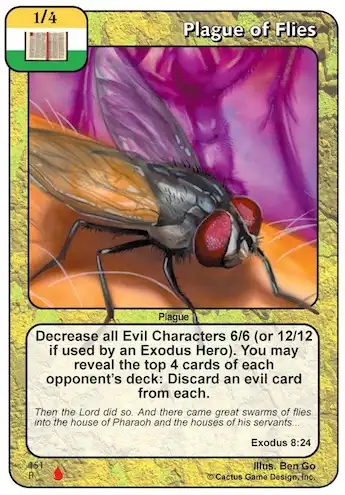 1/4
Plague of Flies
Plague
Decrease all Evil Characters 6/6 (or 12/12
if used by an Exodus Hero). You may
reveal the top 4 cards of each
opponent's deck: Discard an evil card
from each.
Then the Lord did so. And there came great swarms of flies
into the house of Pharaoh and the houses of his servants...
Exodus 8:24
R
Illus. Ben Go
© Cactus Game Design, Inc.